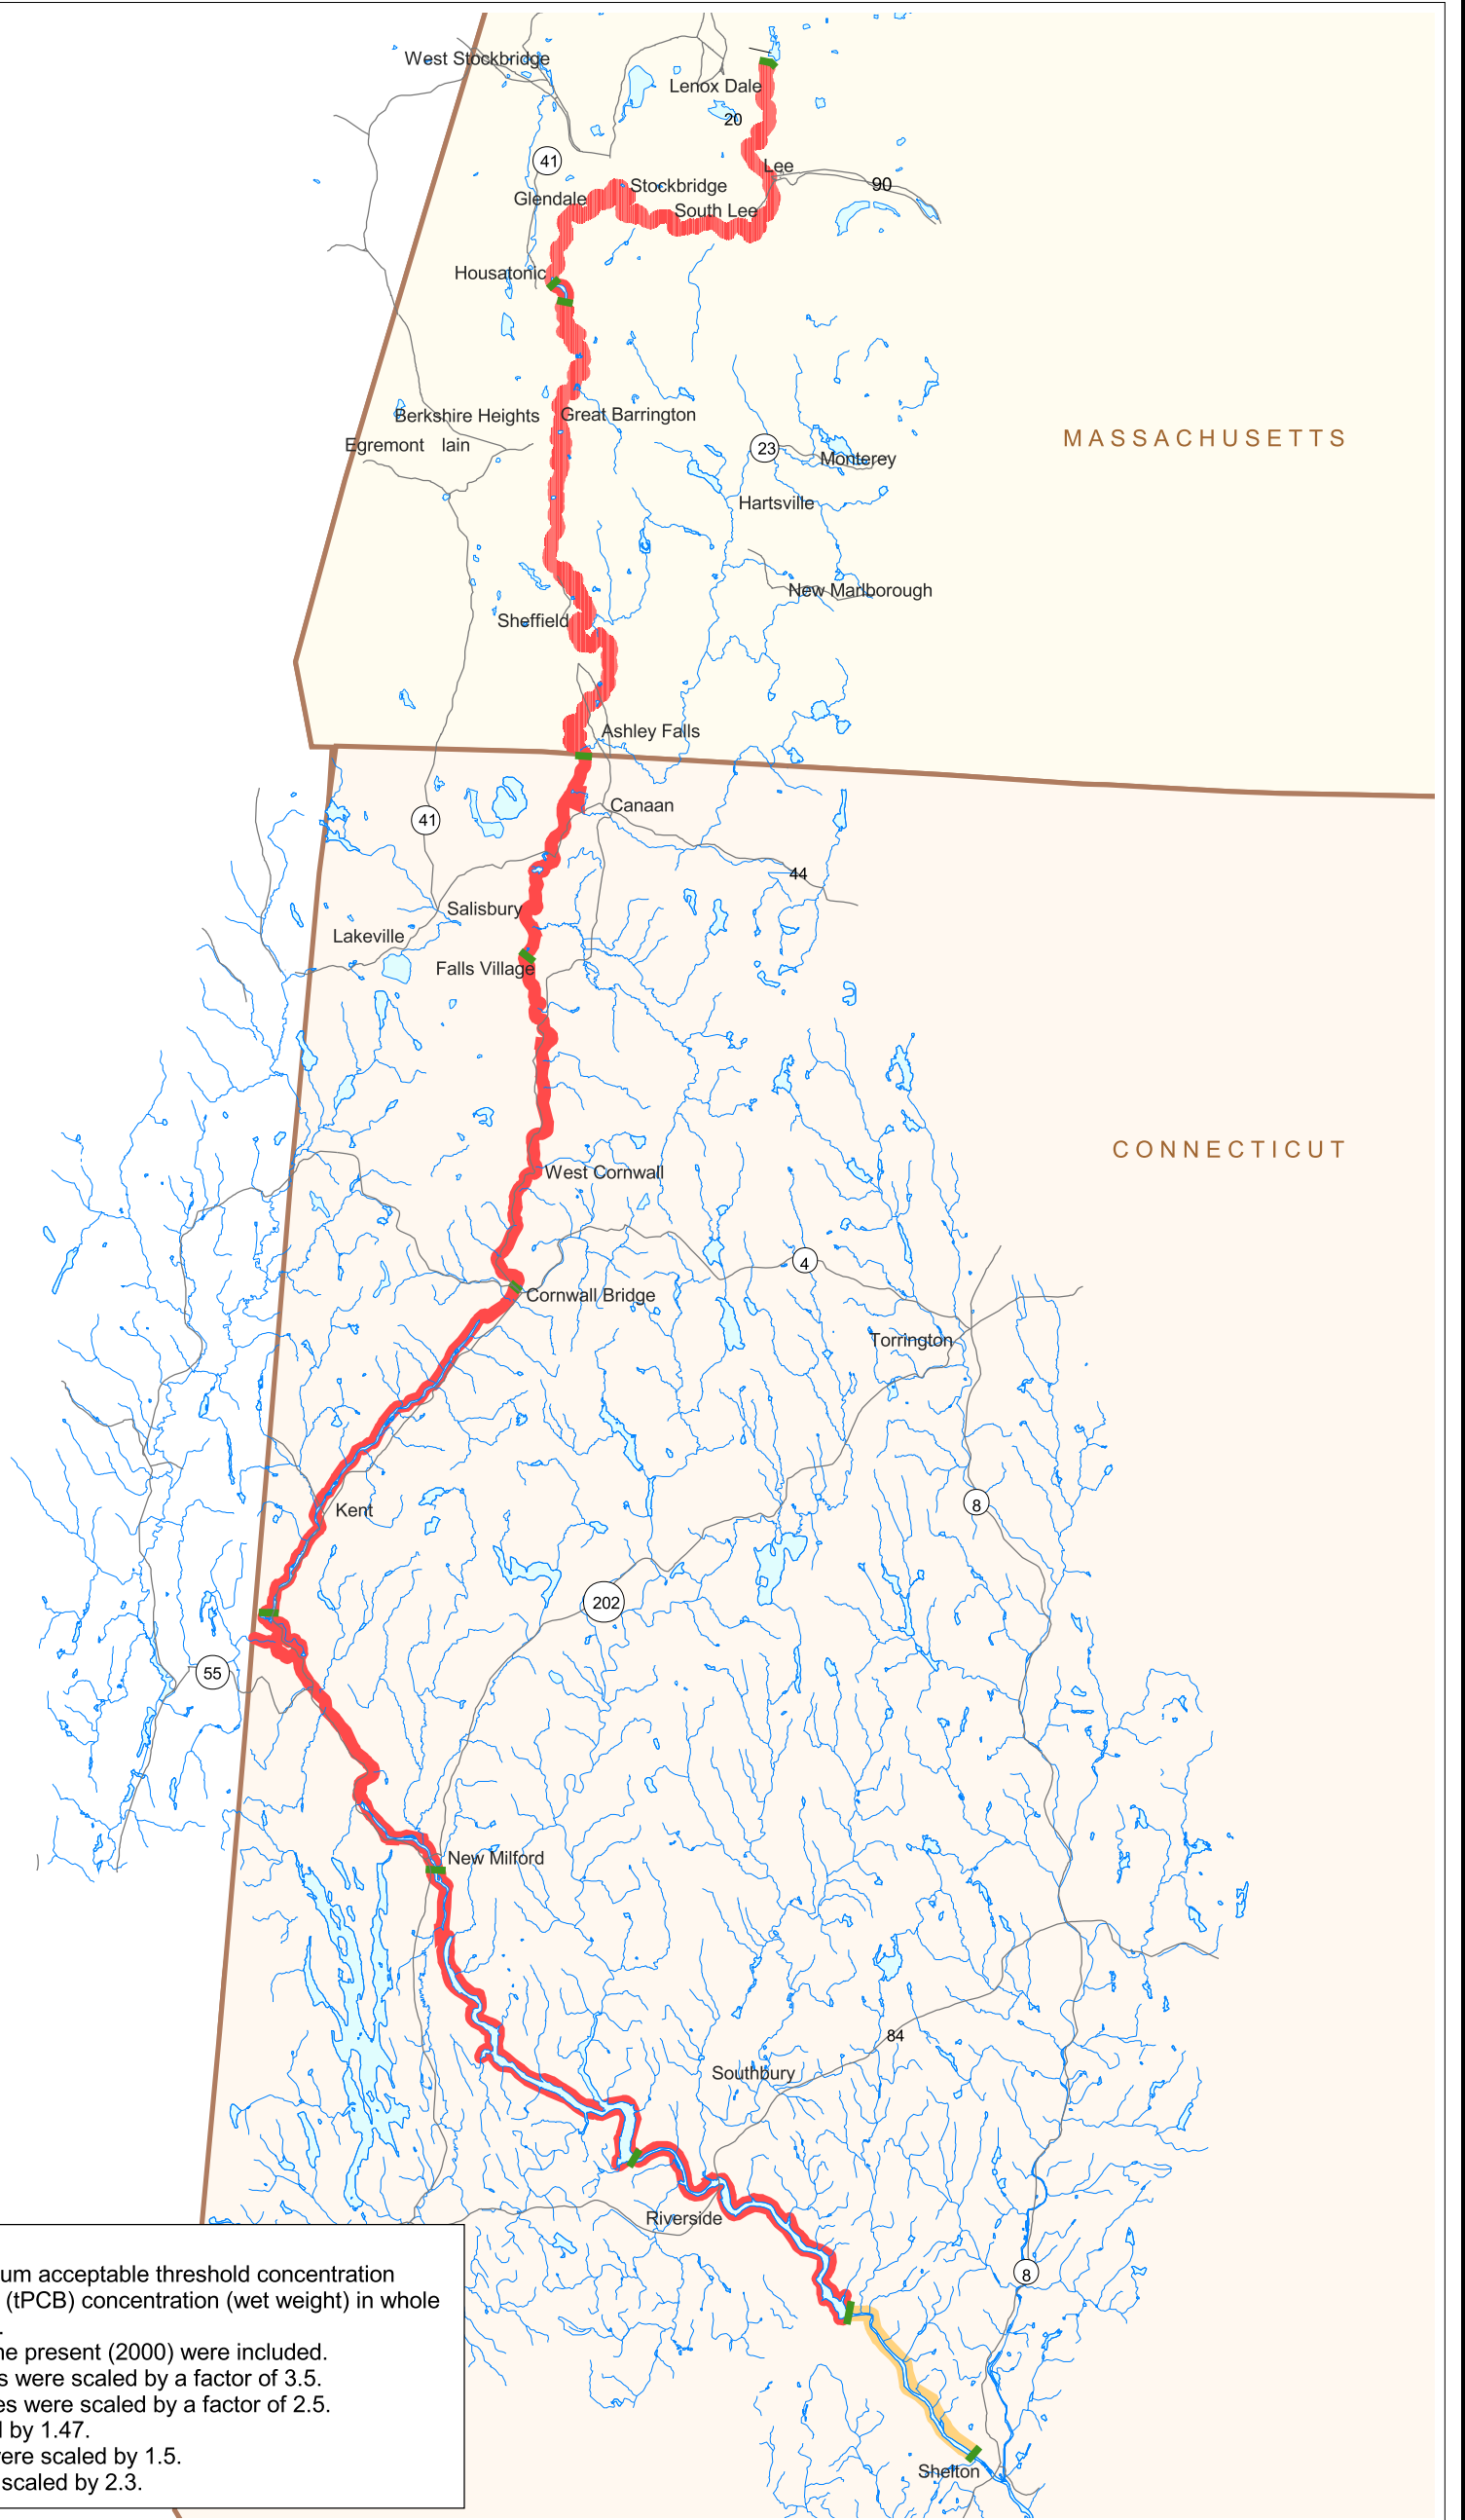 West Stockbridge
Lenox Dale
20
41
Lee
90
Stockbridge
Glendale
South Lee
Housatonic
Berkshire Heights
Great Barrington
MASSACHUSETTS
Egremont
lain
23
Monterey
Hartsville
New Marlborough
Sheffield
Ashley Falls
Canaan
41
44
Salisbury
Lakeville
Falls Village
CONNECTICUT
West Cornwall
4
Cornwall Bridge
Torrington
8
Kent
202
55
New Milford
84
Southbury
Riverside
8
um acceptable threshold concentration
(tPCB) concentration (wet weight) in whole
.
ne present (2000) were included.
s were scaled by a factor of 3.5.
es were scaled by a factor of 2.5.
d by 1.47.
were scaled by 1.5.
scaled by 2.3.
Shelton